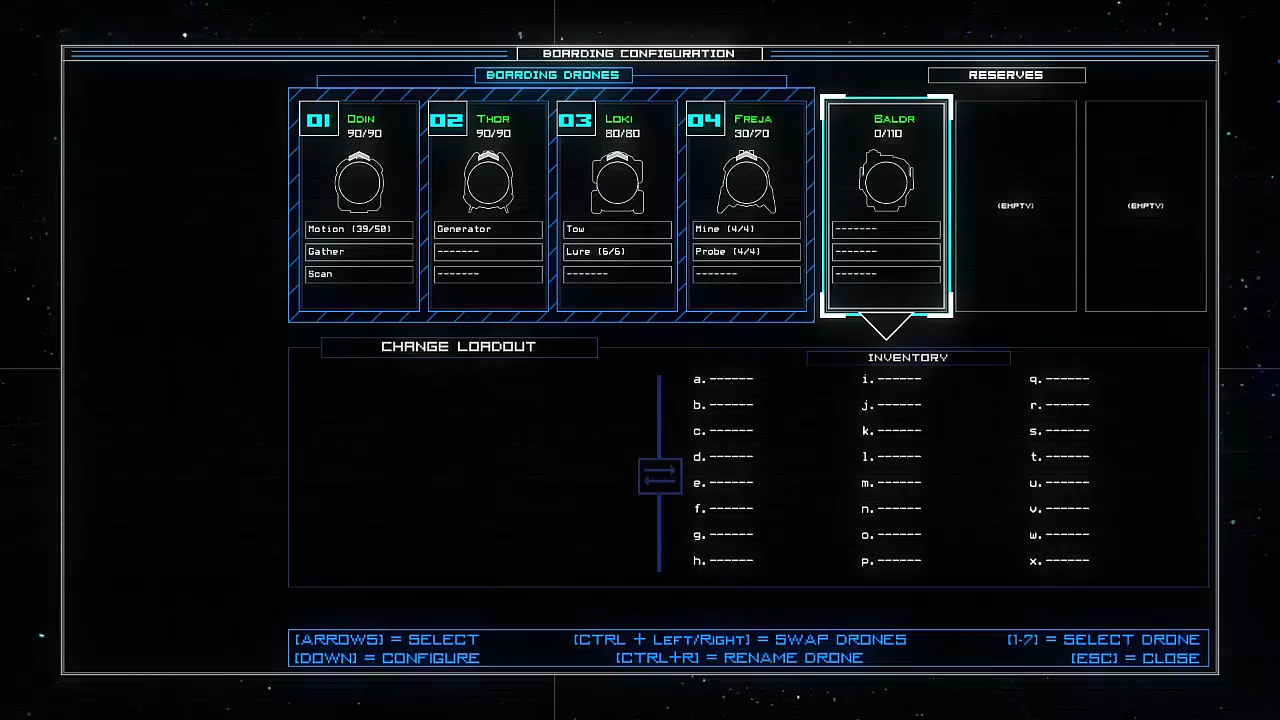 BOARDING CONFIGURATION
BOARDING DRONES
RESERVES
01 ODIN 90/90
02 THOR 90/90
03 LOKI 80/80
04 FREJA 30/70
BALDR 0/110
Motion (39/50)
Gather
Scan
Generator
-------
-------
Tow
Lure (6/6)
-------
Mine (4/4)
Probe (4/4)
-------
-------
-------
-------
(EMPTY)
(EMPTY)
CHANGE LOADOUT
INVENTORY
a.------ i.------ q.------
b.------ j.------ r.------
c.------ k.------ s.------
d.------ l.------ t.------
e.------ m.------ u.------
f.------ n.------ v.------
g.------ o.------ w.------
h.------ p.------ x.------
[ARROWS] = SELECT [CTRL + LEFT/RIGHT] = SWAP DRONES [1-7] = SELECT DRONE
[DOWN] = CONFIGURE [CTRL+R] = RENAME DRONE [ESC] = CLOSE